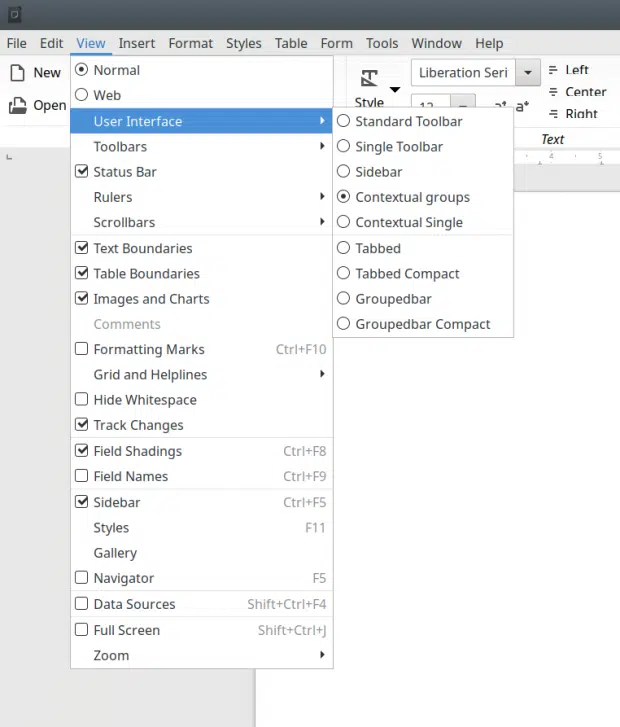 File Edit View Insert Format Styles Table Form Tools Window Help
New
Open
Style
Liberation Seri
Left
Center
Right
Text
4 5
Normal
Web
User Interface
Toolbars
Status Bar
Rulers
Scrollbars
Text Boundaries
Table Boundaries
Images and Charts
Comments
Formatting Marks Ctrl+F10
Grid and Helplines
Hide Whitespace
Track Changes
Field Shadings Ctrl+F8
Field Names Ctrl+F9
Sidebar Ctrl+F5
Styles F11
Gallery
Navigator F5
Data Sources Shift+Ctrl+F4
Full Screen Shift+Ctrl+J
Zoom
Standard Toolbar
Single Toolbar
Sidebar
Contextual groups
Contextual Single
Tabbed
Tabbed Compact
Groupedbar
Groupedbar Compact